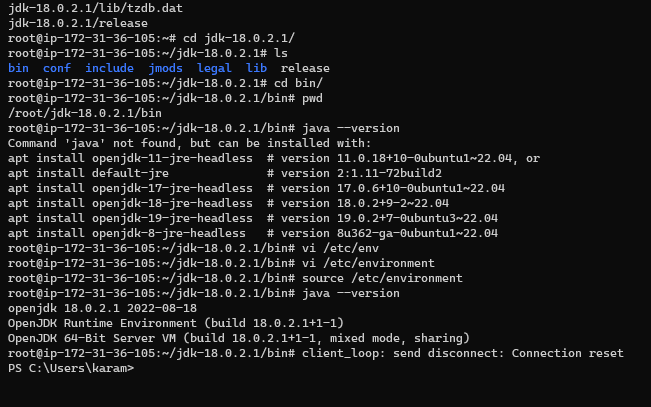 jdk-18.0.2.1/lib/tzdb.dat
jdk-18.0.2.1/release
root@ip-172-31-36-105:~# cd jdk-18.0.2.1/
root@ip-172-31-36-105:~/jdk-18.0.2.1# ls
bin  conf  include  jmods  legal  lib  release
root@ip-172-31-36-105:~/jdk-18.0.2.1# cd bin/
root@ip-172-31-36-105:~/jdk-18.0.2.1/bin# pwd
/root/jdk-18.0.2.1/bin
root@ip-172-31-36-105:~/jdk-18.0.2.1/bin# java --version
Command 'java' not found, but can be installed with:
apt install openjdk-11-jre-headless  # version 11.0.18+10-0ubuntu1~22.04, or
apt install default-jre              # version 2:1.11-72build2
apt install openjdk-17-jre-headless  # version 17.0.6+10-0ubuntu1~22.04
apt install openjdk-18-jre-headless  # version 18.0.2+9-2~22.04
apt install openjdk-19-jre-headless  # version 19.0.2+7-0ubuntu3~22.04
apt install openjdk-8-jre-headless   # version 8u362-ga-0ubuntu1~22.04
root@ip-172-31-36-105:~/jdk-18.0.2.1/bin# vi /etc/env
root@ip-172-31-36-105:~/jdk-18.0.2.1/bin# vi /etc/environment
root@ip-172-31-36-105:~/jdk-18.0.2.1/bin# source /etc/environment
root@ip-172-31-36-105:~/jdk-18.0.2.1/bin# java --version
openjdk 18.0.2.1 2022-08-18
OpenJDK Runtime Environment (build 18.0.2.1+1-1)
OpenJDK 64-Bit Server VM (build 18.0.2.1+1-1, mixed mode, sharing)
root@ip-172-31-36-105:~/jdk-18.0.2.1/bin# client_loop: send disconnect: Connection reset
PS C:\Users\karam>